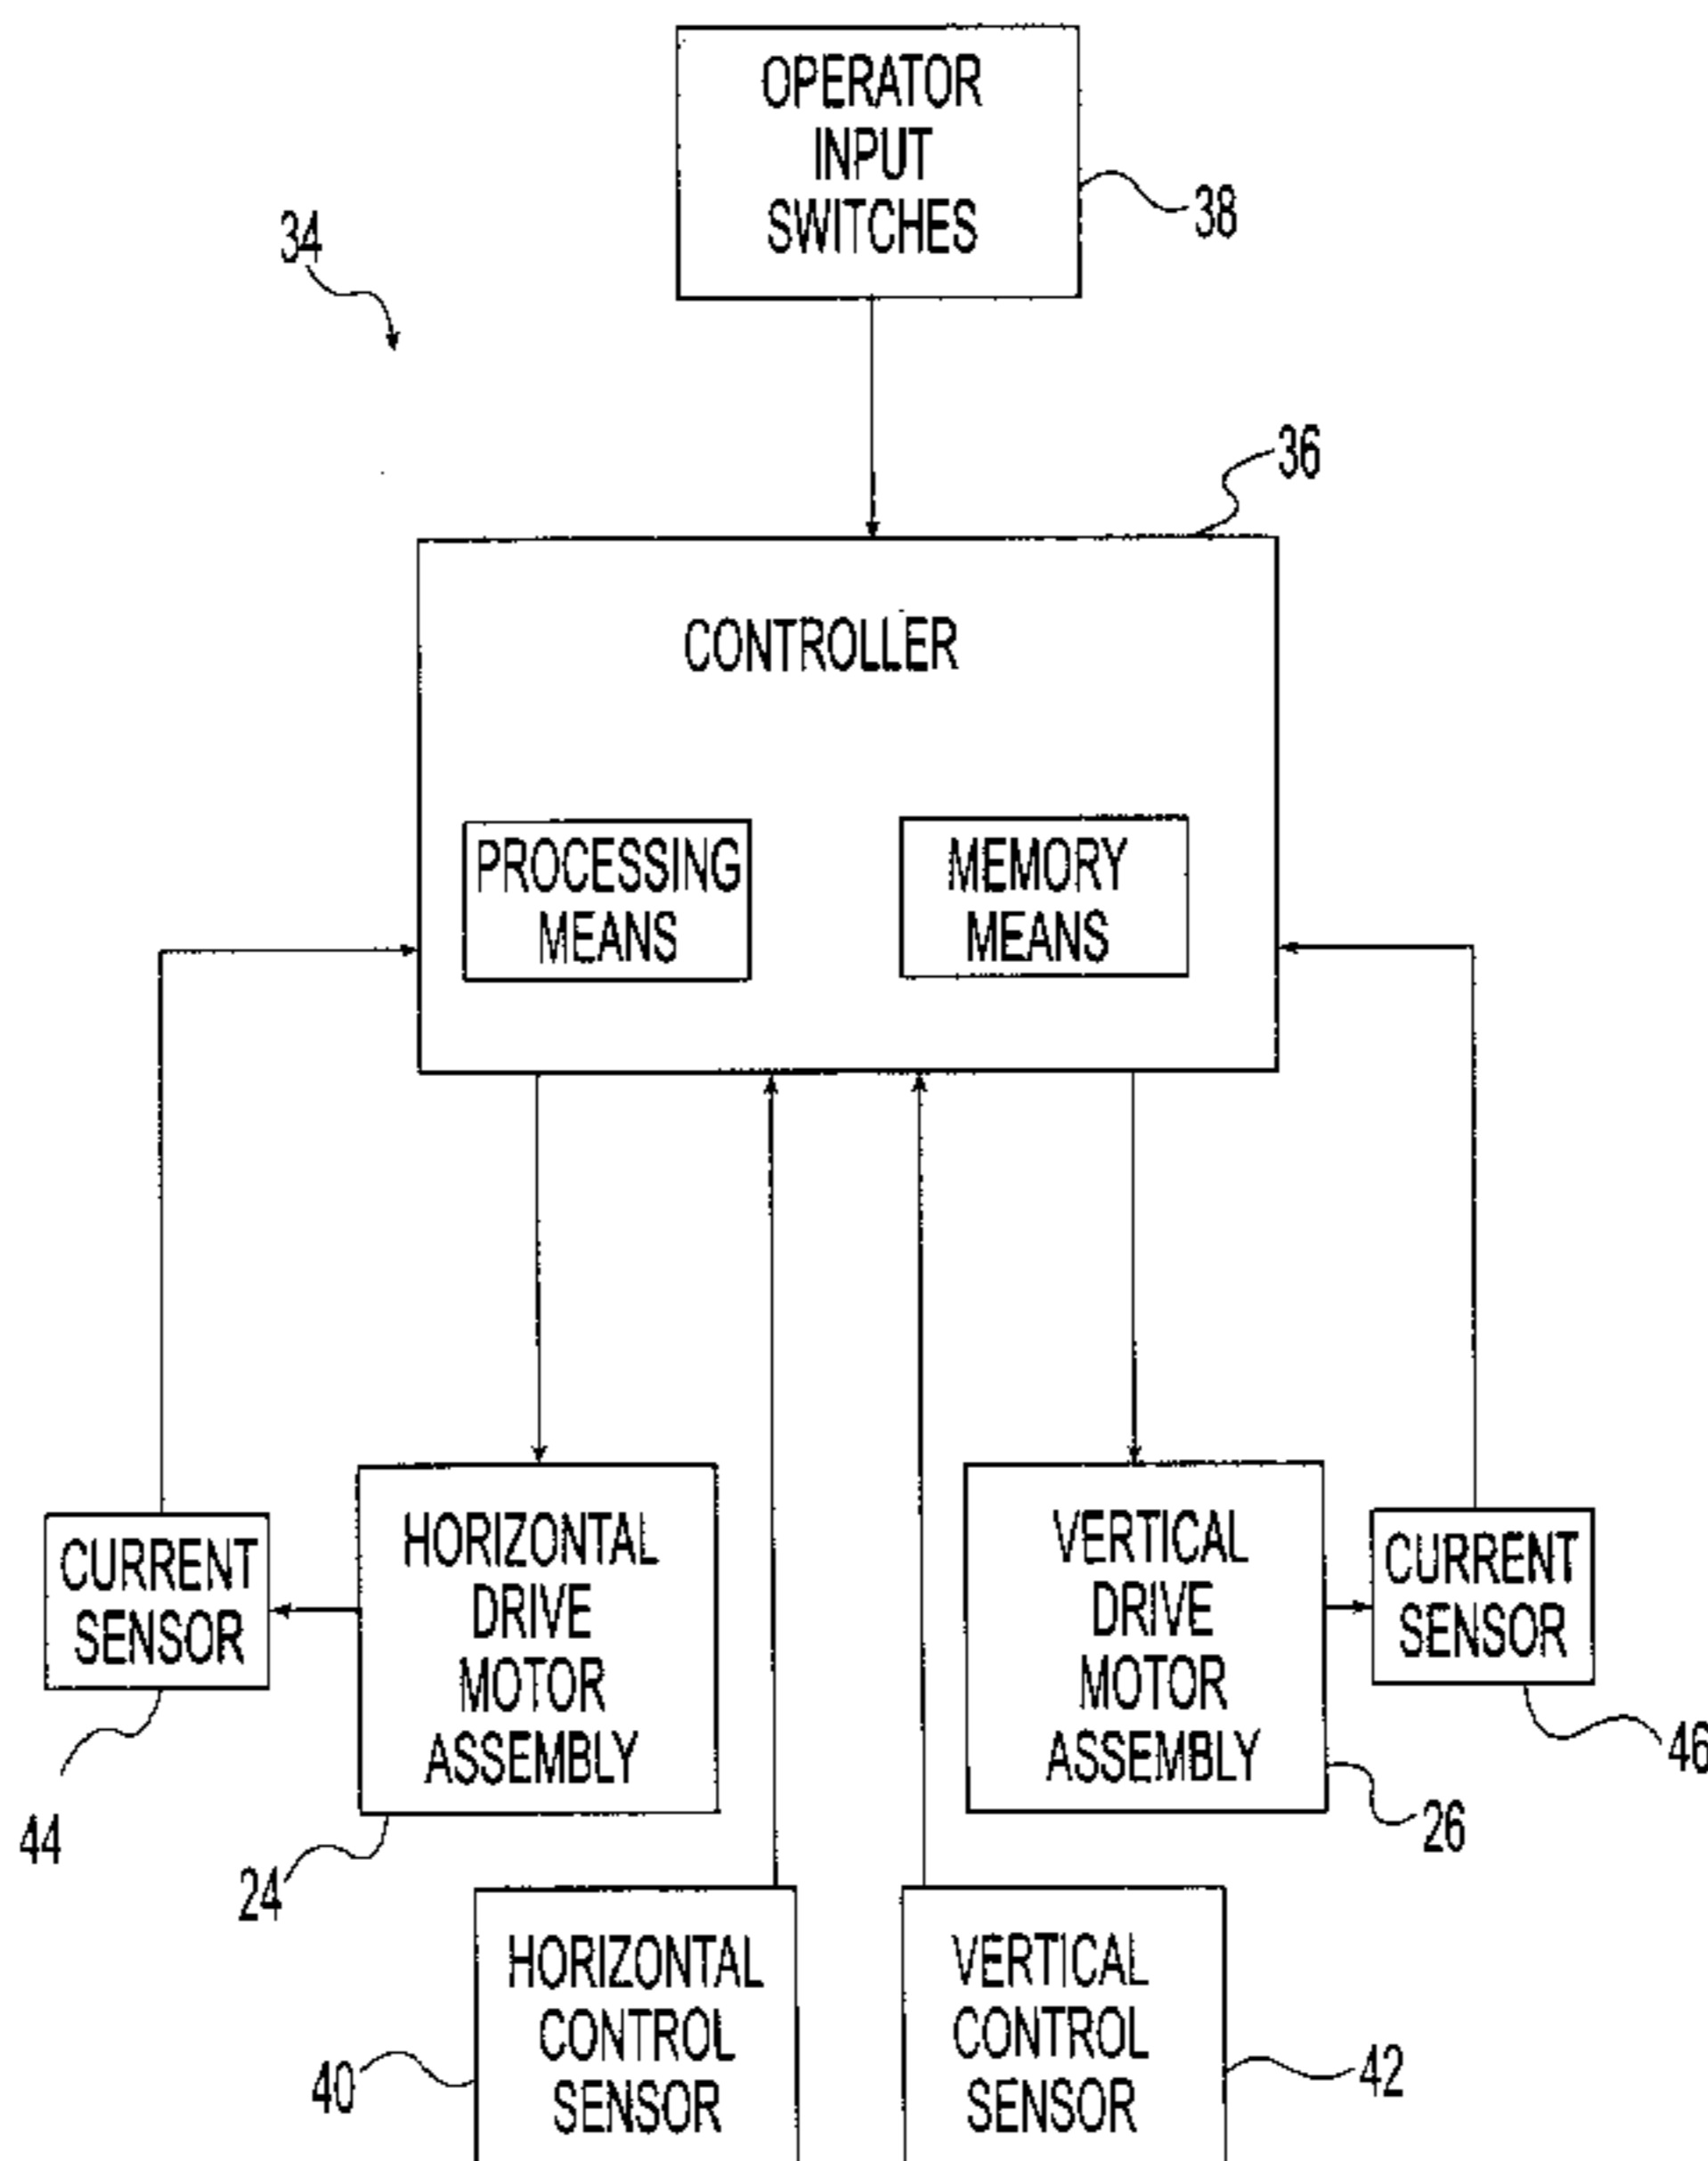 OPERATOR
INPUT
SWITCHES
38
34
36
CONTROLLER
PROCESSING
MEANS
MEMORY
MEANS
CURRENT
SENSOR
44
HORIZONTAL
DRIVE
MOTOR
ASSEMBLY
24
VERTICAL
DRIVE
MOTOR
ASSEMBLY
26
CURRENT
SENSOR
46
HORIZONTAL
CONTROL
SENSOR
40
VERTICAL
CONTROL
SENSOR
42